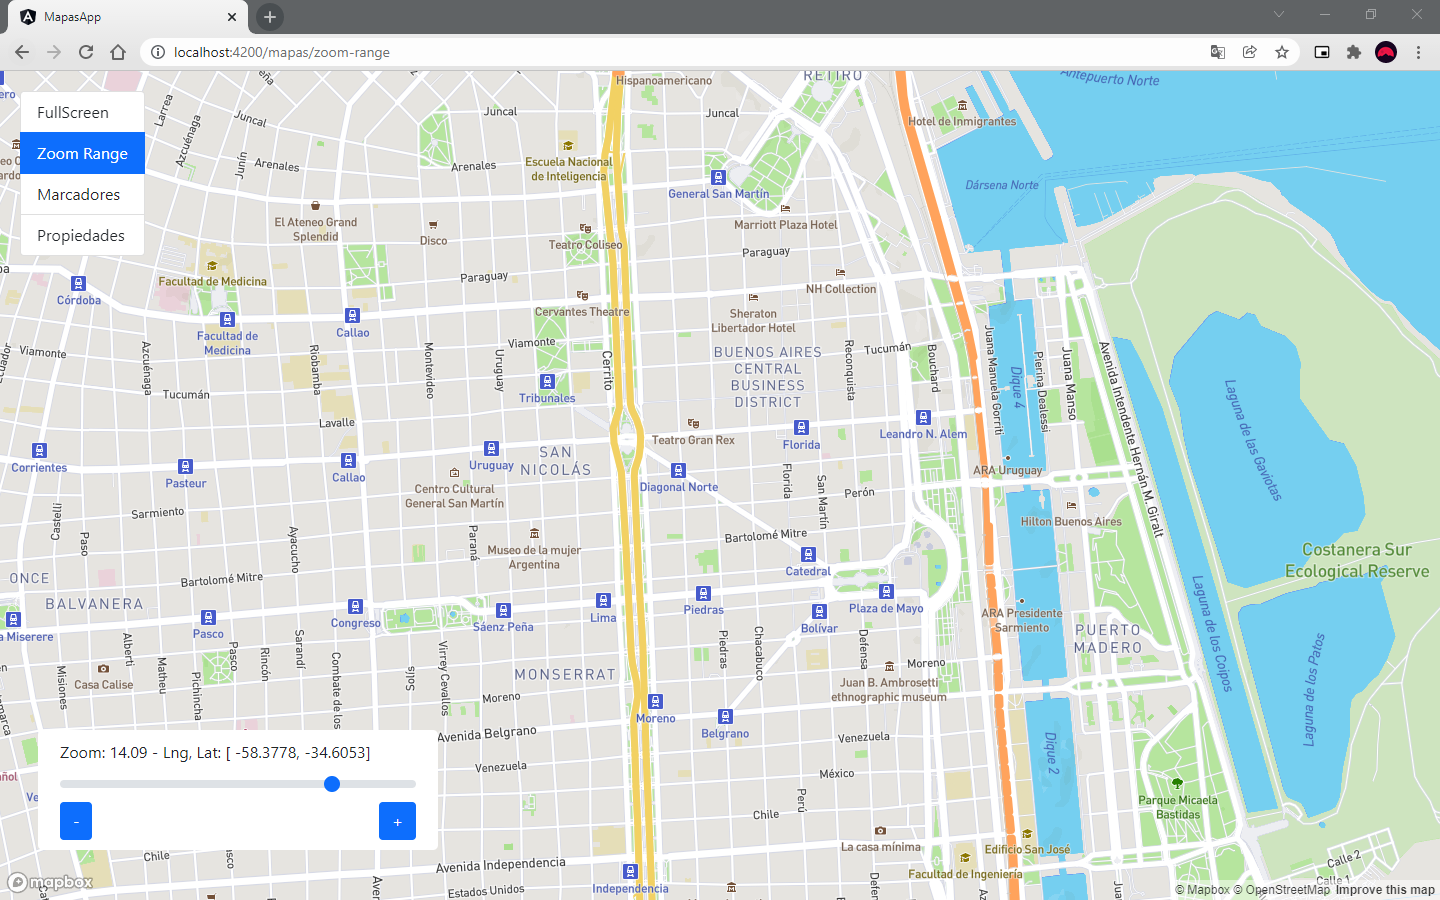 MapasApp
localhost:4200/mapas/zoom-range
FullScreen
Zoom Range
Marcadores
Propiedades
Hispanoamericano
RETIRO
Antepuerto Norte
Larrea
Azcuénaga
Juncal
Junín
Arenales
Juncal
Arenales
Escuela Nacional
de Inteligencia
Hotel de Inmigrantes
General San Martín
Dársena Norte
El Ateneo Grand
Splendid
Disco
Teatro Coliseo
Marriott Plaza Hotel
Paraguay
Paraguay
Facultad de Medicina
Córdoba
NH Collection
Cervantes Theatre
Sheraton
Libertador Hotel
Facultad de
Medicina
Callao
Viamonte
Viamonte
Azcuénaga
Riobamba
Montevideo
Uruguay
Cerrito
BUENOS AIRES
CENTRAL
BUSINESS
DISTRICT
Reconquista
Tucumán
Bouchard
Juana Manuela Gorriti
Dique 4
Pierina Dealessi
Juana Manso
Avenida Intendente Hernán M. Giralt
Laguna de las Gaviotas
Tucumán
Tribunales
Lavalle
Teatro Gran Rex
Florida
Leandro N. Alem
Corrientes
Pasteur
Callao
Uruguay
SAN
NICOLÁS
Diagonal Norte
Florida
San Martín
Perón
ARA Uruguay
Centro Cultural
General San Martín
Castelli
Paso
Sarmiento
Ayacucho
Paraná
Museo de la mujer
Argentina
Bartolomé Mitre
Catedral
Hilton Buenos Aires
Costanera Sur
Ecological Reserve
ONCE
BALVANERA
Bartolomé Mitre
Congreso
Pasco
Sáenz Peña
Lima
Piedras
Bolívar
Plaza de Mayo
ARA Presidente
Sarmiento
PUERTO
MADERO
Laguna de los Coipos
Laguna de los Patos
a Miserere
Misiones
Alberti
Matheu
Pichincha
Pasco
Rincón
Sarandí
Combate de los
Solís
Virrey Cevallos
Casa Calise
MONSERRAT
Piedras
Chacabuco
Defensa
Moreno
Juan B. Ambrosetti
ethnographic museum
Moreno
Moreno
Belgrano
Avenida Belgrano
Venezuela
Venezuela
México
Perú
Chile
Dique 2
Parque Micaela
Bastidas
Zoom: 14.09 - Lng, Lat: [ -58.3778, -34.6053]
-
+
Chile
Avenida Independencia
Estados Unidos
Independencia
La casa mínima
Edificio San José
Facultad de Ingeniería
Calle 2
Calle 1
mapbox
© Mapbox © OpenStreetMap Improve this map